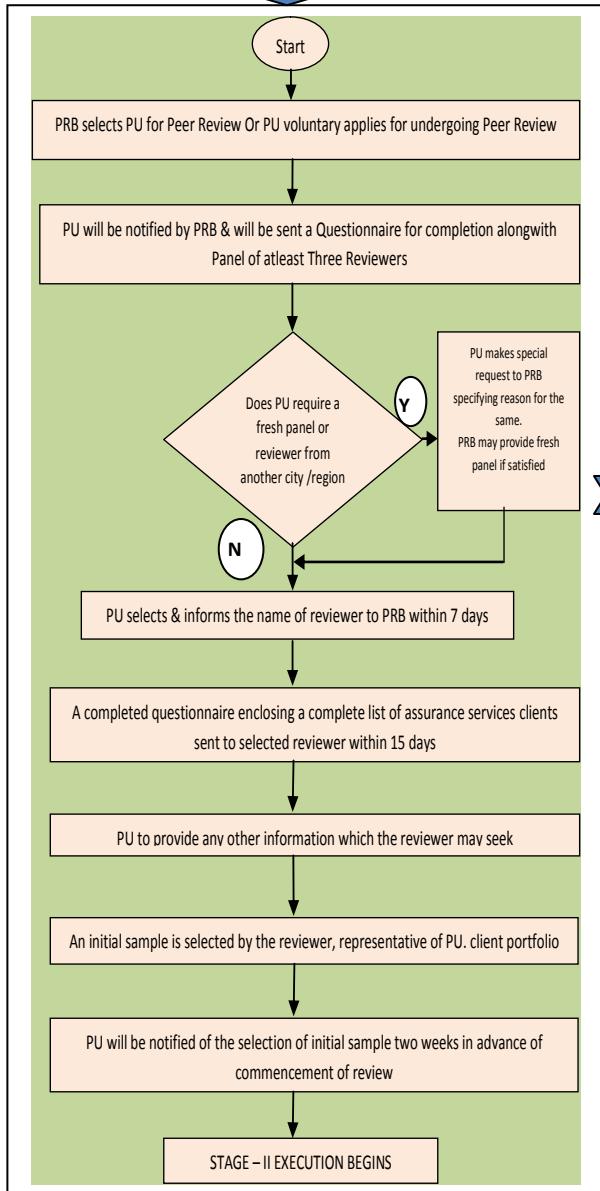 Start
PRB selects PU for Peer Review Or PU voluntary applies for undergoing Peer Review
PU will be notified by PRB & will be sent a Questionnaire for completion alongwith
Panel of atleast Three Reviewers
Does PU require a
fresh panel or
reviewer from
another city /region
Y
PU makes special
request to PRB
specifying reason for the
same.
PRB may provide fresh
panel if satisfied
N
PU selects & informs the name of reviewer to PRB within 7 days
A completed questionnaire enclosing a complete list of assurance services clients
sent to selected reviewer within 15 days
PU to provide any other information which the reviewer may seek
An initial sample is selected by the reviewer, representative of PU. client portfolio
PU will be notified of the selection of initial sample two weeks in advance of
commencement of review
STAGE – II EXECUTION BEGINS